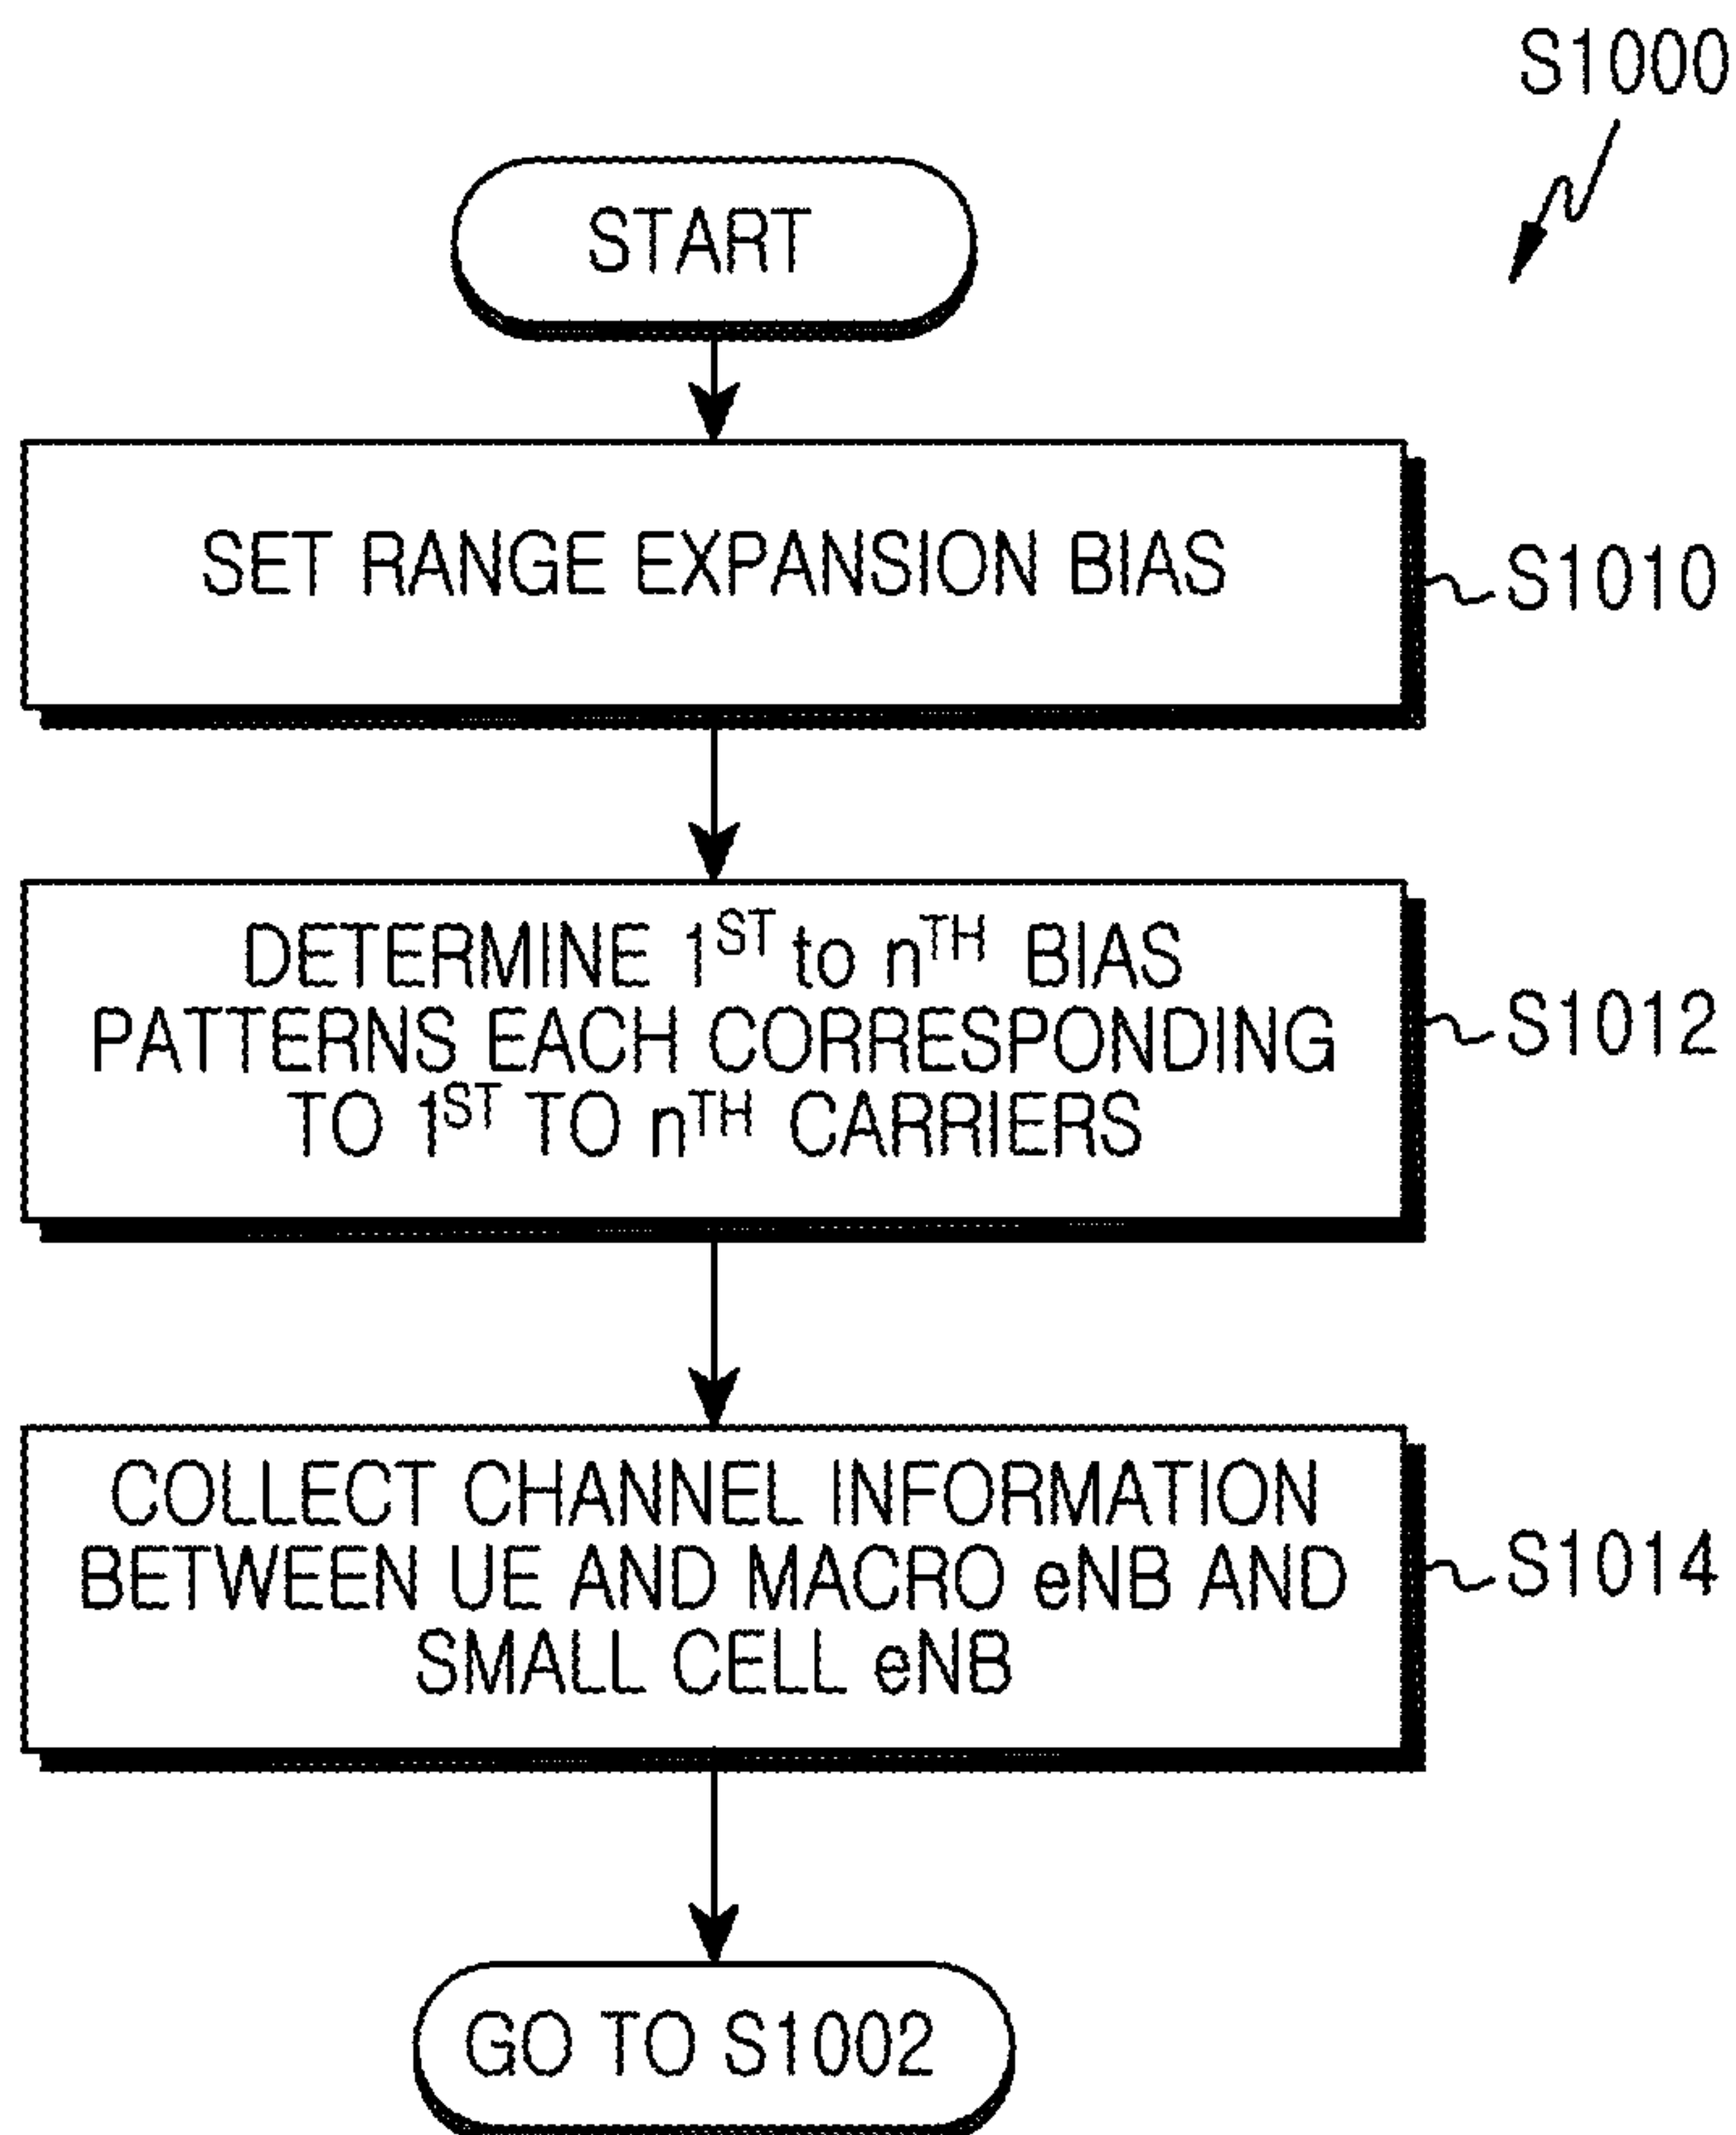 S1000
START
SET RANGE EXPANSION BIAS
S1010
DETERMINE 1ST to nTH BIAS
PATTERNS EACH CORRESPONDING
TO 1ST TO nTH CARRIERS
S1012
COLLECT CHANNEL INFORMATION
BETWEEN UE AND MACRO eNB AND
SMALL CELL eNB
S1014
GO TO S1002